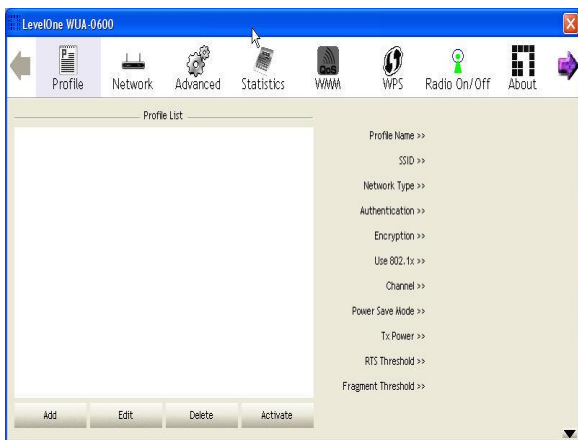 LevelOne WUA-0600
Profile
Network
Advanced
Statistics
QoS
WMM
WPS
Radio On/Off
About
Profile List
Profile Name >>
SSID >>
Network Type >>
Authentication >>
Encryption >>
Use 802.1x >>
Channel >>
Power Save Mode >>
Tx Power >>
RTS Threshold >>
Fragment Threshold >>
Add
Edit
Delete
Activate